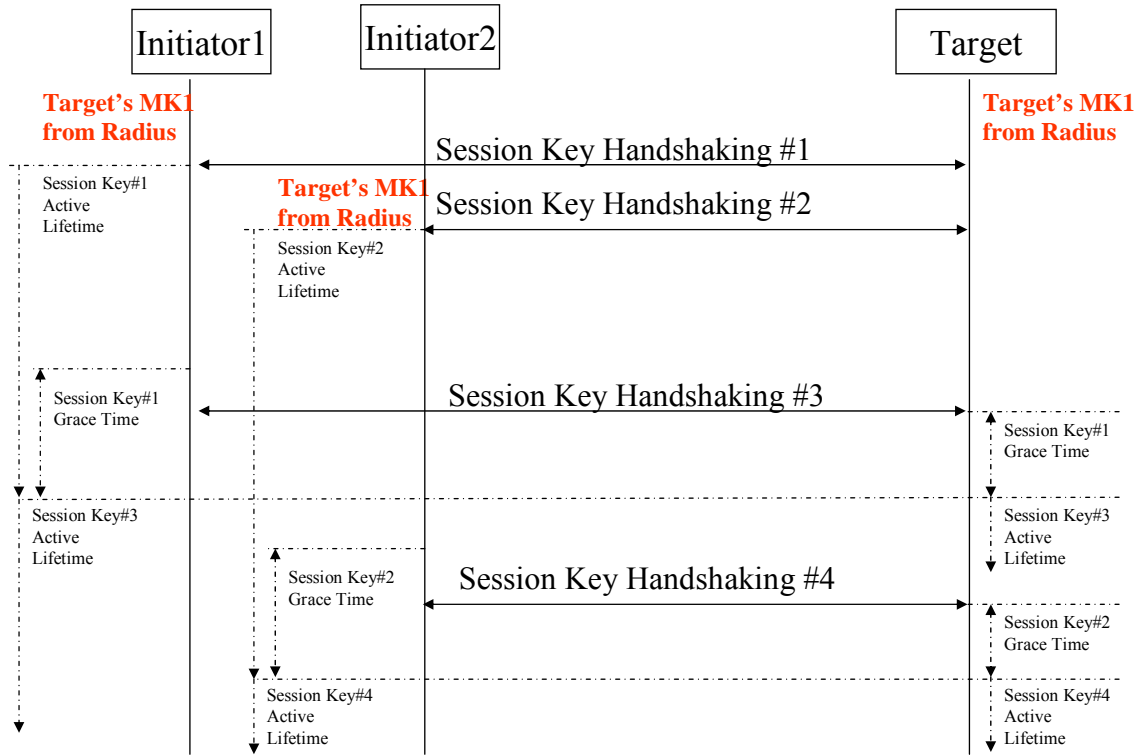 Initiator1
Initiator2
Target
Target's MK1
from Radius
Target's MK1
from Radius
Session Key Handshaking #1
Session Key#1
Active
Lifetime
Target's MK1
from Radius
Session Key Handshaking #2
Session Key#2
Active
Lifetime
Session Key#1
Grace Time
Session Key Handshaking #3
Session Key#1
Grace Time
Session Key#3
Active
Lifetime
Session Key#3
Active
Lifetime
Session Key#2
Grace Time
Session Key Handshaking #4
Session Key#2
Grace Time
Session Key#4
Active
Lifetime
Session Key#4
Active
Lifetime